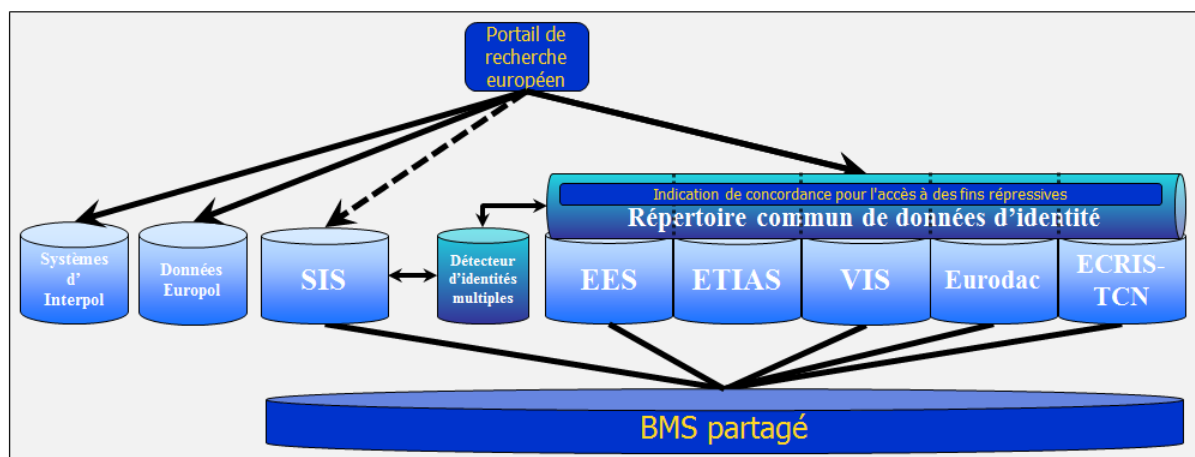 Portail de
recherche
européen
Indication de concordance pour l'accès à des fins répressives
Répertoire commun de données d’identité
Systèmes
d’
Interpol
Données
Europol
SIS
Détecteur
d’identités
multiples
EES
ETIAS
VIS
Eurodac
ECRIS-
TCN
BMS partagé